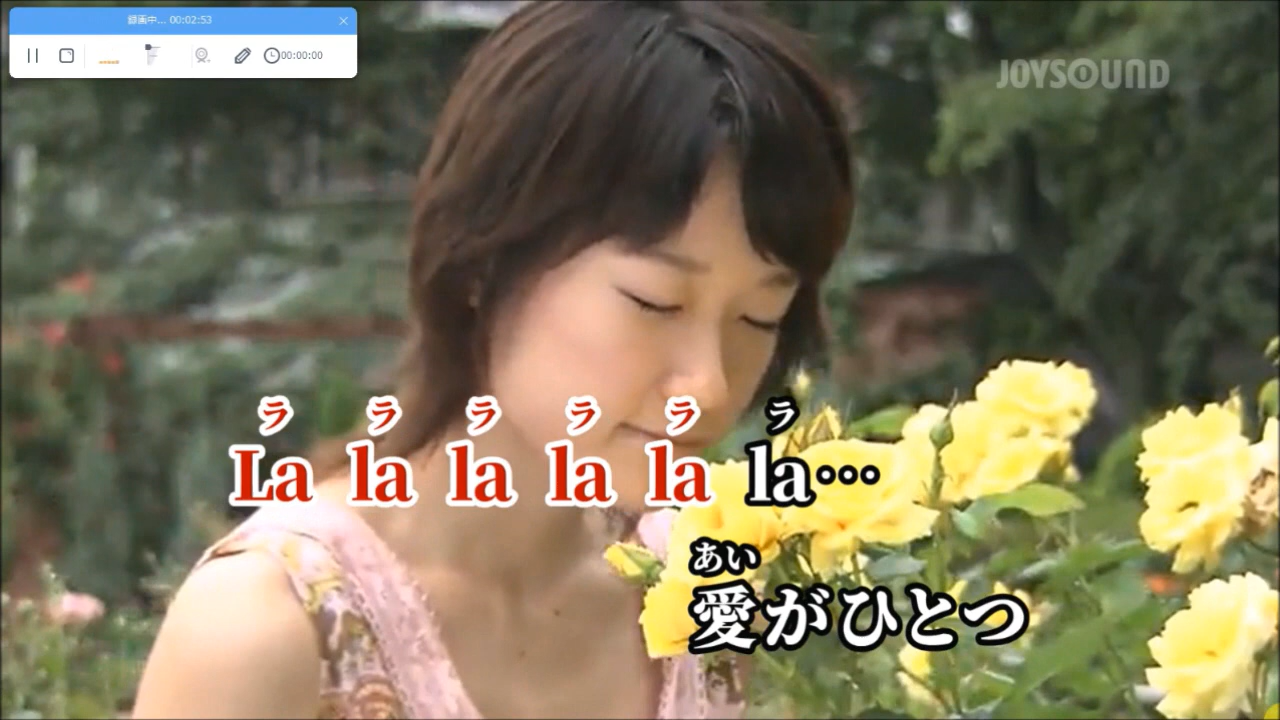 録画中... 00:02:53
00:00:00
JOYSOUND
ラ ラ ラ ラ ラ ラ
La la la la la la…
あい
愛がひとつ